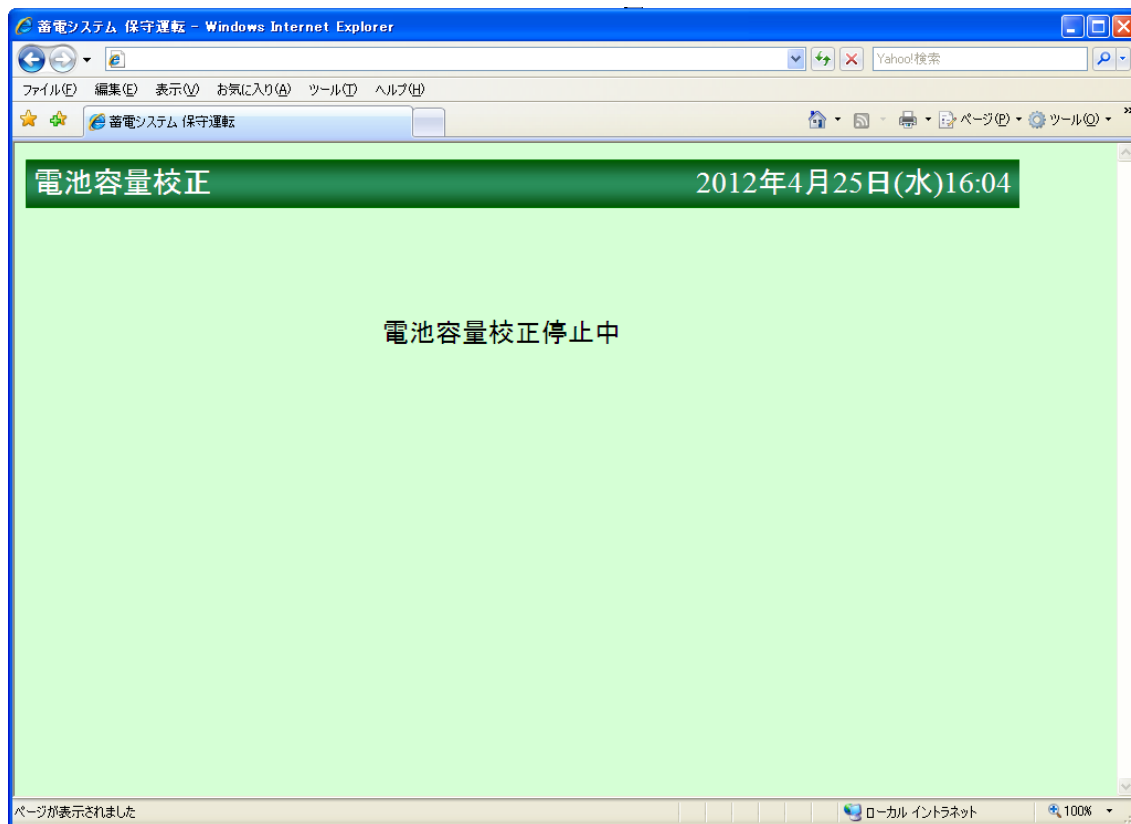 蓄電システム 保守運転 - Windows Internet Explorer
Yahoo!検索
ファイル(F) 編集(E) 表示(V) お気に入り(A) ツール(T) ヘルプ(H)
蓄電システム 保守運転 ページ(P) ツール(O) »
電池容量校正 2012年4月25日(水)16:04
電池容量校正停止中
ページが表示されました ローカル イントラネット 100%